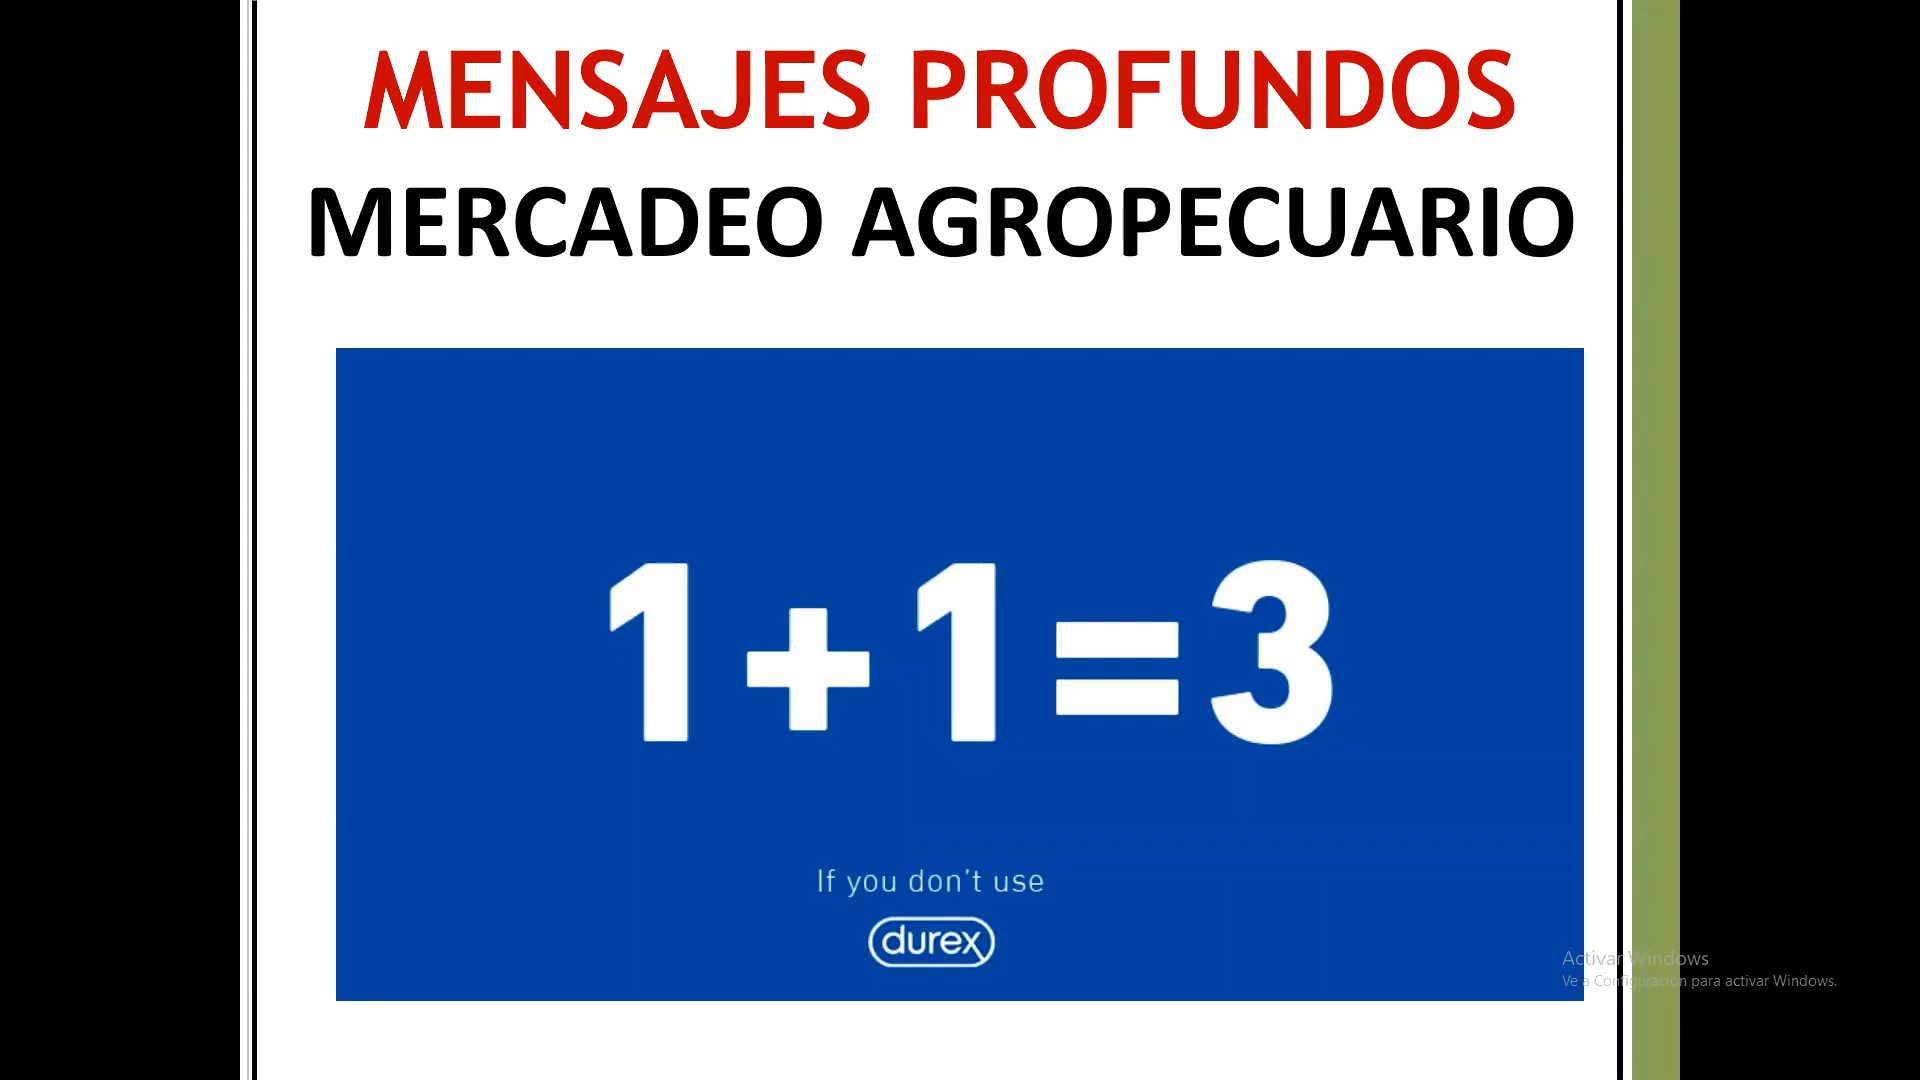 MENSAJES PROFUNDOS
MERCADEO AGROPECUARIO
1+1=3
If you don't use
durex
Activar Windows
Ve a Configuración para activar Windows.